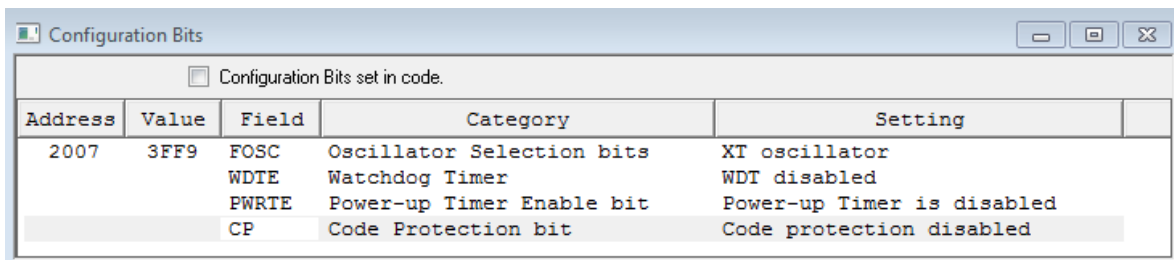 Configuration Bits
Configuration Bits set in code.
Address Value Field Category Setting
2007 3FF9 FOSC Oscillator Selection bits XT oscillator
WDTE Watchdog Timer WDT disabled
PWRTE Power-up Timer Enable bit Power-up Timer is disabled
CP Code Protection bit Code protection disabled